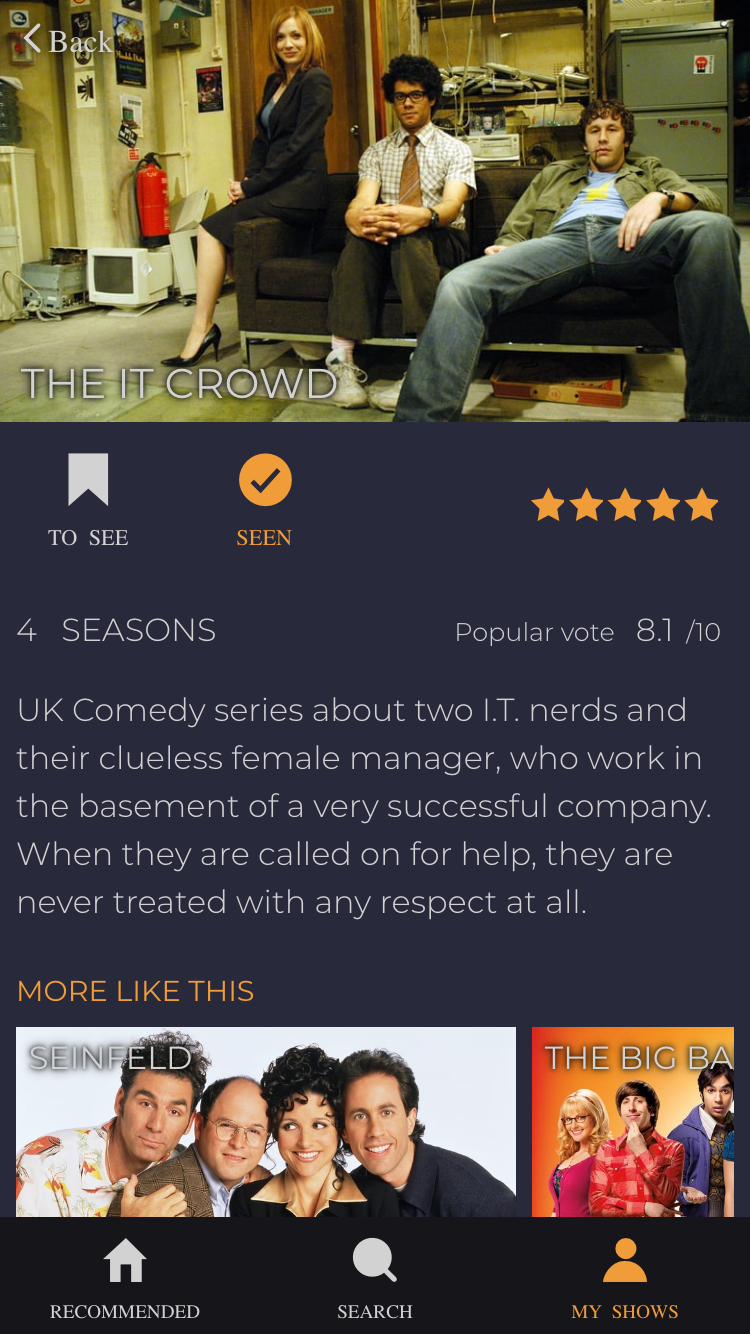 Back
THE IT CROWD
TO SEE
SEEN
4 SEASONS
Popular vote 8.1 /10
UK Comedy series about two I.T. nerds and
their clueless female manager, who work in
the basement of a very successful company.
When they are called on for help, they are
never treated with any respect at all.
MORE LIKE THIS
SEINFELD
THE BIG BA
RECOMMENDED
SEARCH
MY SHOWS